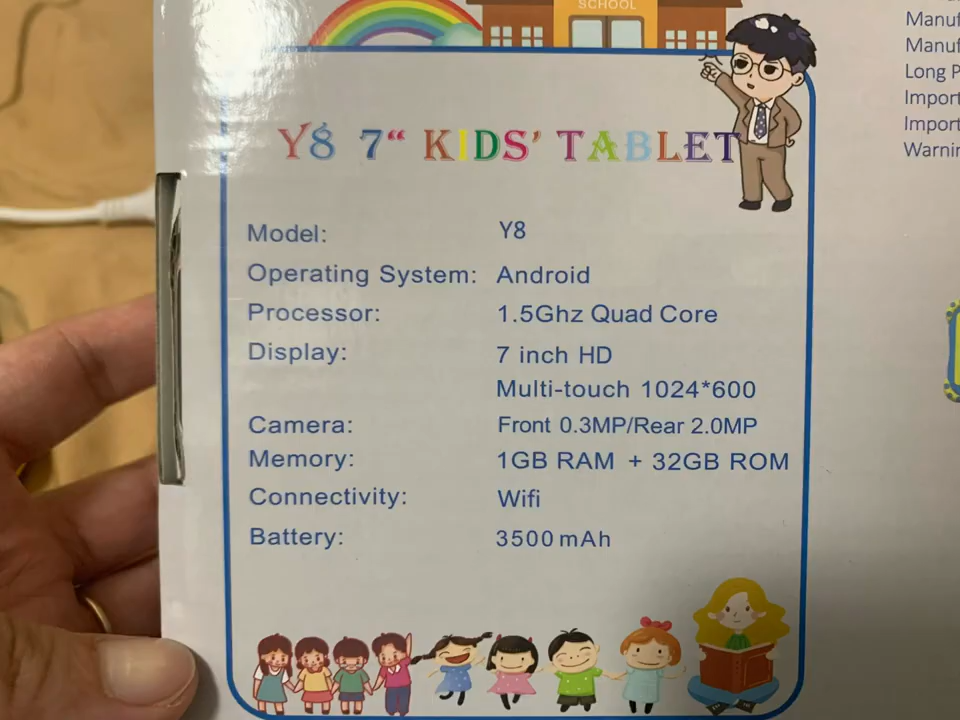 SCHOOL
Y8 7“ KIDS’ TABLET
Model: Y8
Operating System: Android
Processor: 1.5Ghz Quad Core
Display: 7 inch HD
Multi-touch 1024*600
Camera: Front 0.3MP/Rear 2.0MP
Memory: 1GB RAM + 32GB ROM
Connectivity: Wifi
Battery: 3500 mAh
Long